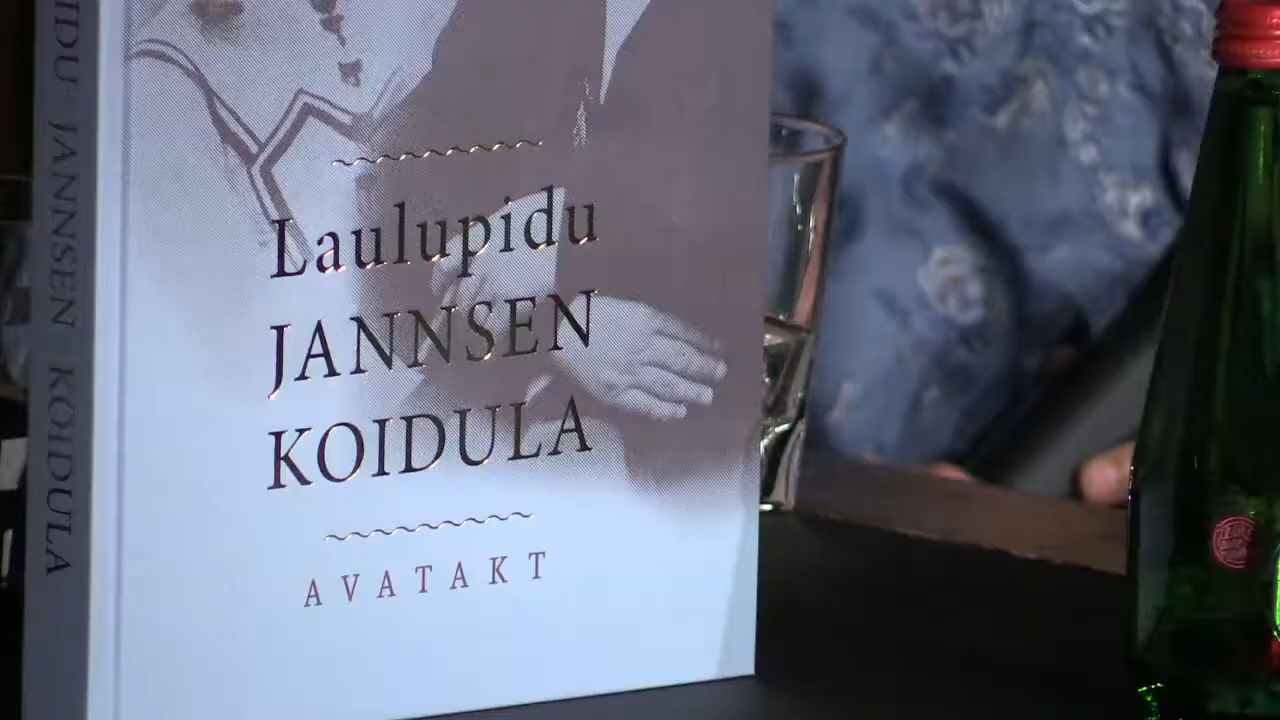 IDU JANNSEN KOIDULA
Laulupidu
JANNSEN
KOIDULA
AVATAKT